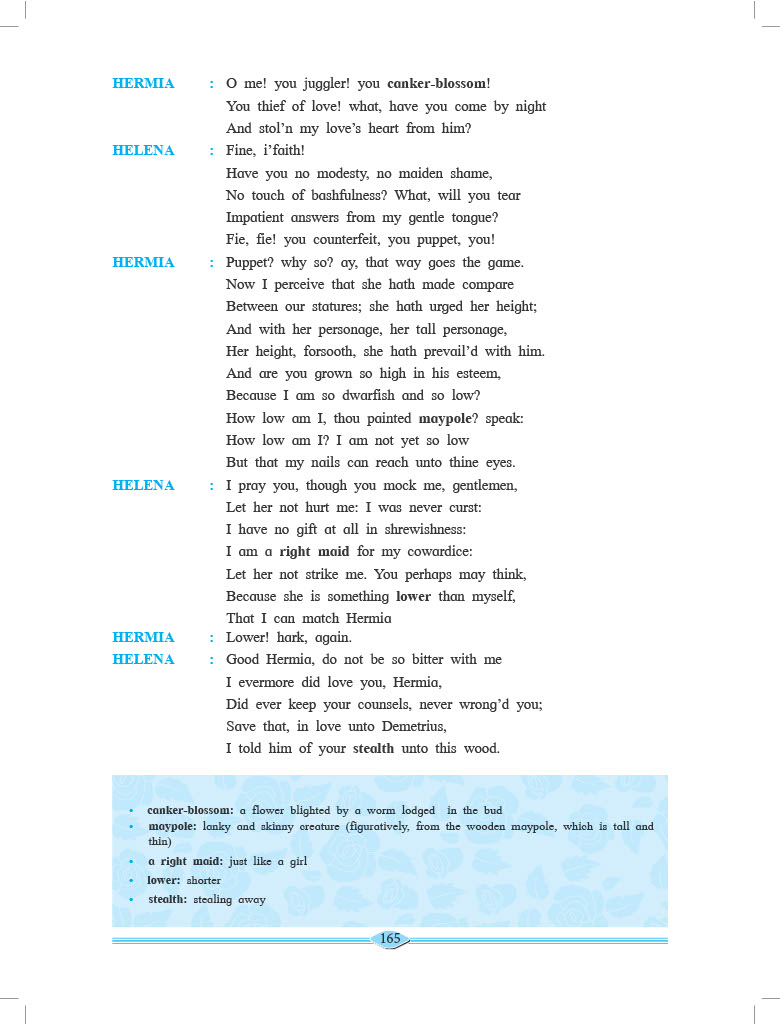 HERMIA : O me! you juggler! you canker-blossom!
You thief of love! what, have you come by night
And stol’n my love’s heart from him?
HELENA : Fine, i’faith!
Have you no modesty, no maiden shame,
No touch of bashfulness? What, will you tear
Impatient answers from my gentle tongue?
Fie, fie! you counterfeit, you puppet, you!
HERMIA : Puppet? why so? ay, that way goes the game.
Now I perceive that she hath made compare
Between our statures; she hath urged her height;
And with her personage, her tall personage,
Her height, forsooth, she hath prevail’d with him.
And are you grown so high in his esteem,
Because I am so dwarfish and so low?
How low am I, thou painted maypole? speak:
How low am I? I am not yet so low
But that my nails can reach unto thine eyes.
HELENA : I pray you, though you mock me, gentlemen,
Let her not hurt me: I was never curst:
I have no gift at all in shrewishness:
I am a right maid for my cowardice:
Let her not strike me. You perhaps may think,
Because she is something lower than myself,
That I can match Hermia
HERMIA : Lower! hark, again.
HELENA : Good Hermia, do not be so bitter with me
I evermore did love you, Hermia,
Did ever keep your counsels, never wrong’d you;
Save that, in love unto Demetrius,
I told him of your stealth unto this wood.
• canker-blossom: a flower blighted by a worm lodged in the bud
• maypole: lanky and skinny creature (figuratively, from the wooden maypole, which is tall and
thin)
• a right maid: just like a girl
• lower: shorter
• stealth: stealing away
165